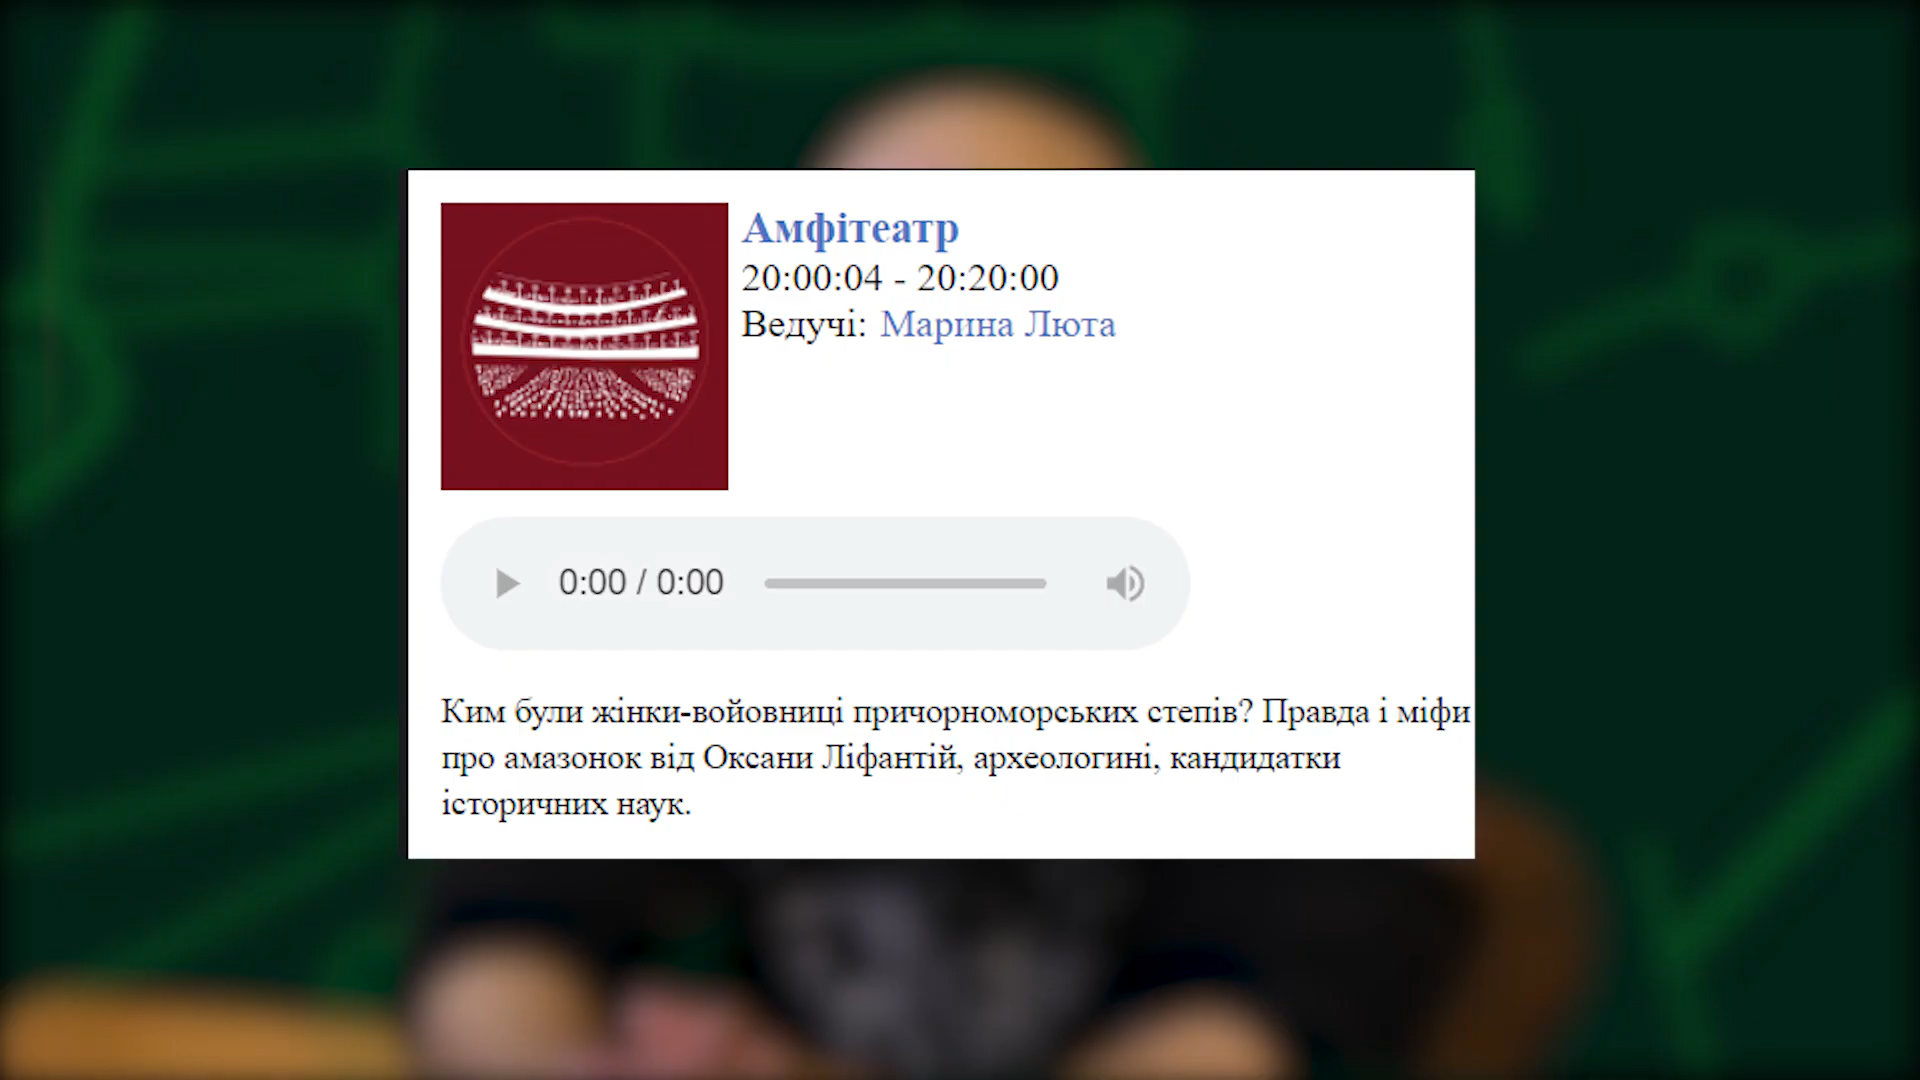 Амфітеатр
20:00:04 - 20:20:00
Ведучі: Марина Люта
0:00 / 0:00
Ким були жінки-войовниці причорноморських степів? Правда і міфи
про амазонок від Оксани Ліфантій, археологині, кандидатки
історичних наук.